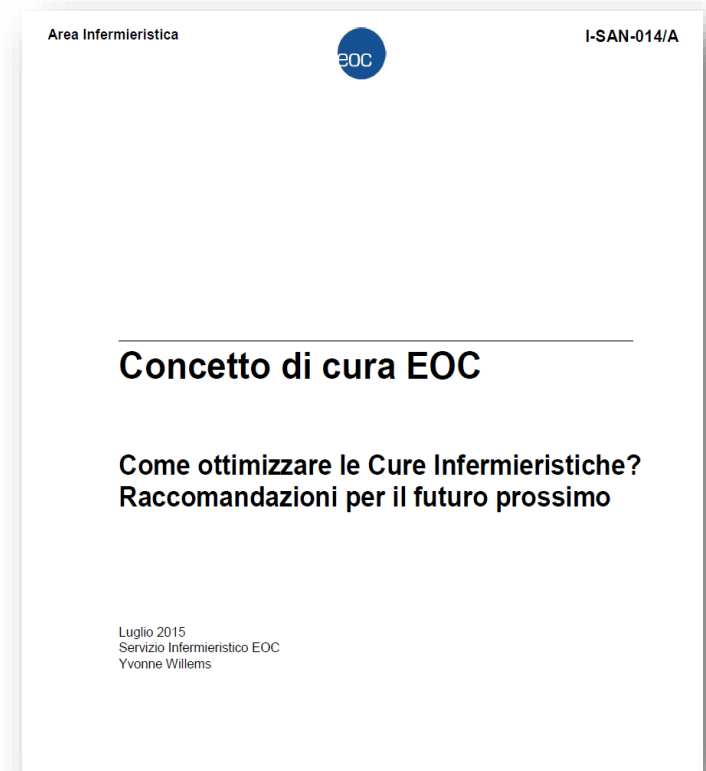 Area Infermieristica
eoc
I-SAN-014/A
Concetto di cura EOC
Come ottimizzare le Cure Infermieristiche?
Raccomandazioni per il futuro prossimo
Luglio 2015
Servizio Infermieristico EOC
Yvonne Willems